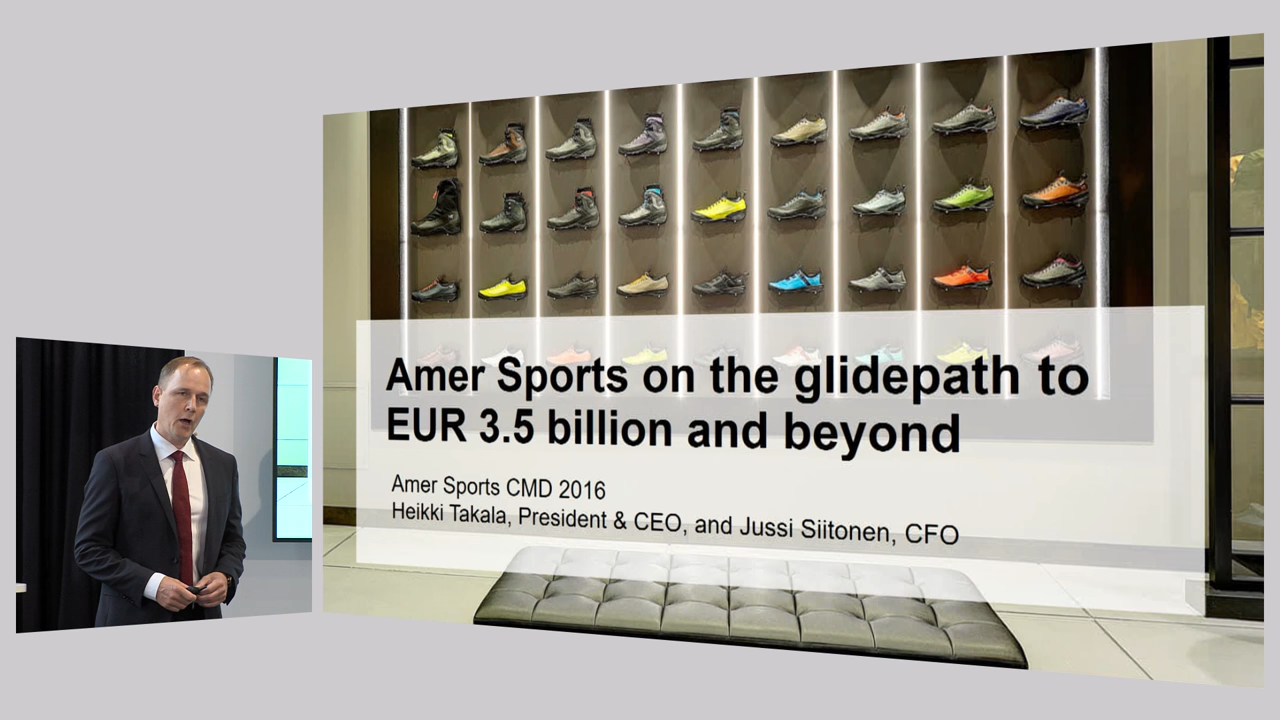 Amer Sports on the glidepath to
EUR 3.5 billion and beyond
Amer Sports CMD 2016
Heikki Takala, President & CEO, and Jussi Siitonen, CFO